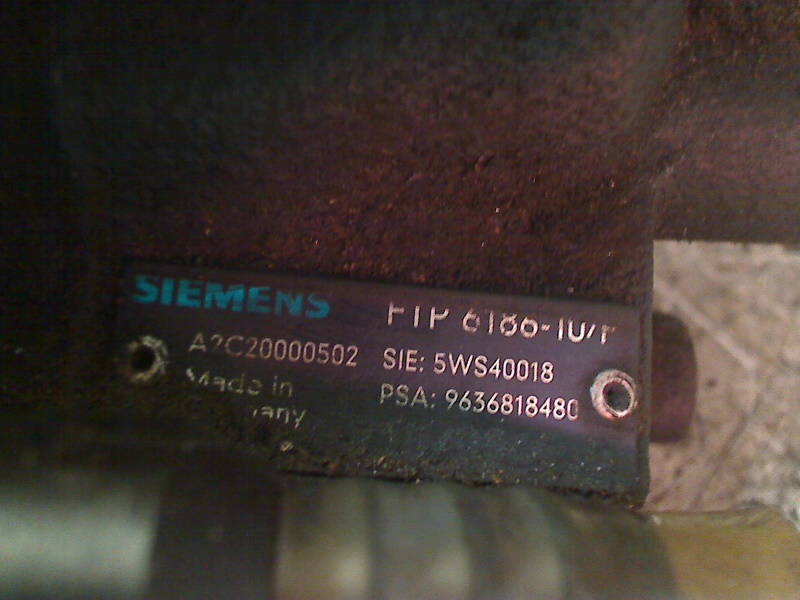 SIEMENS
A2C20000502
Made in
FTP 6186-10/F
SIE: 5WS40018
PSA: 9636818480